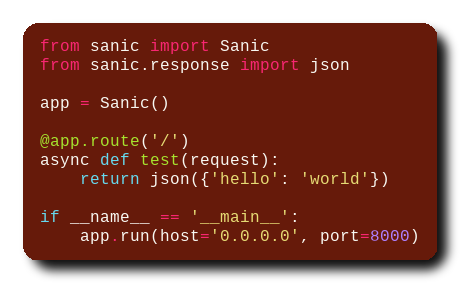 from sanic import Sanic
from sanic.response import json

app = Sanic()

@app.route('/')
async def test(request):
    return json({'hello': 'world'})

if __name__ == '__main__':
    app.run(host='0.0.0.0', port=8000)